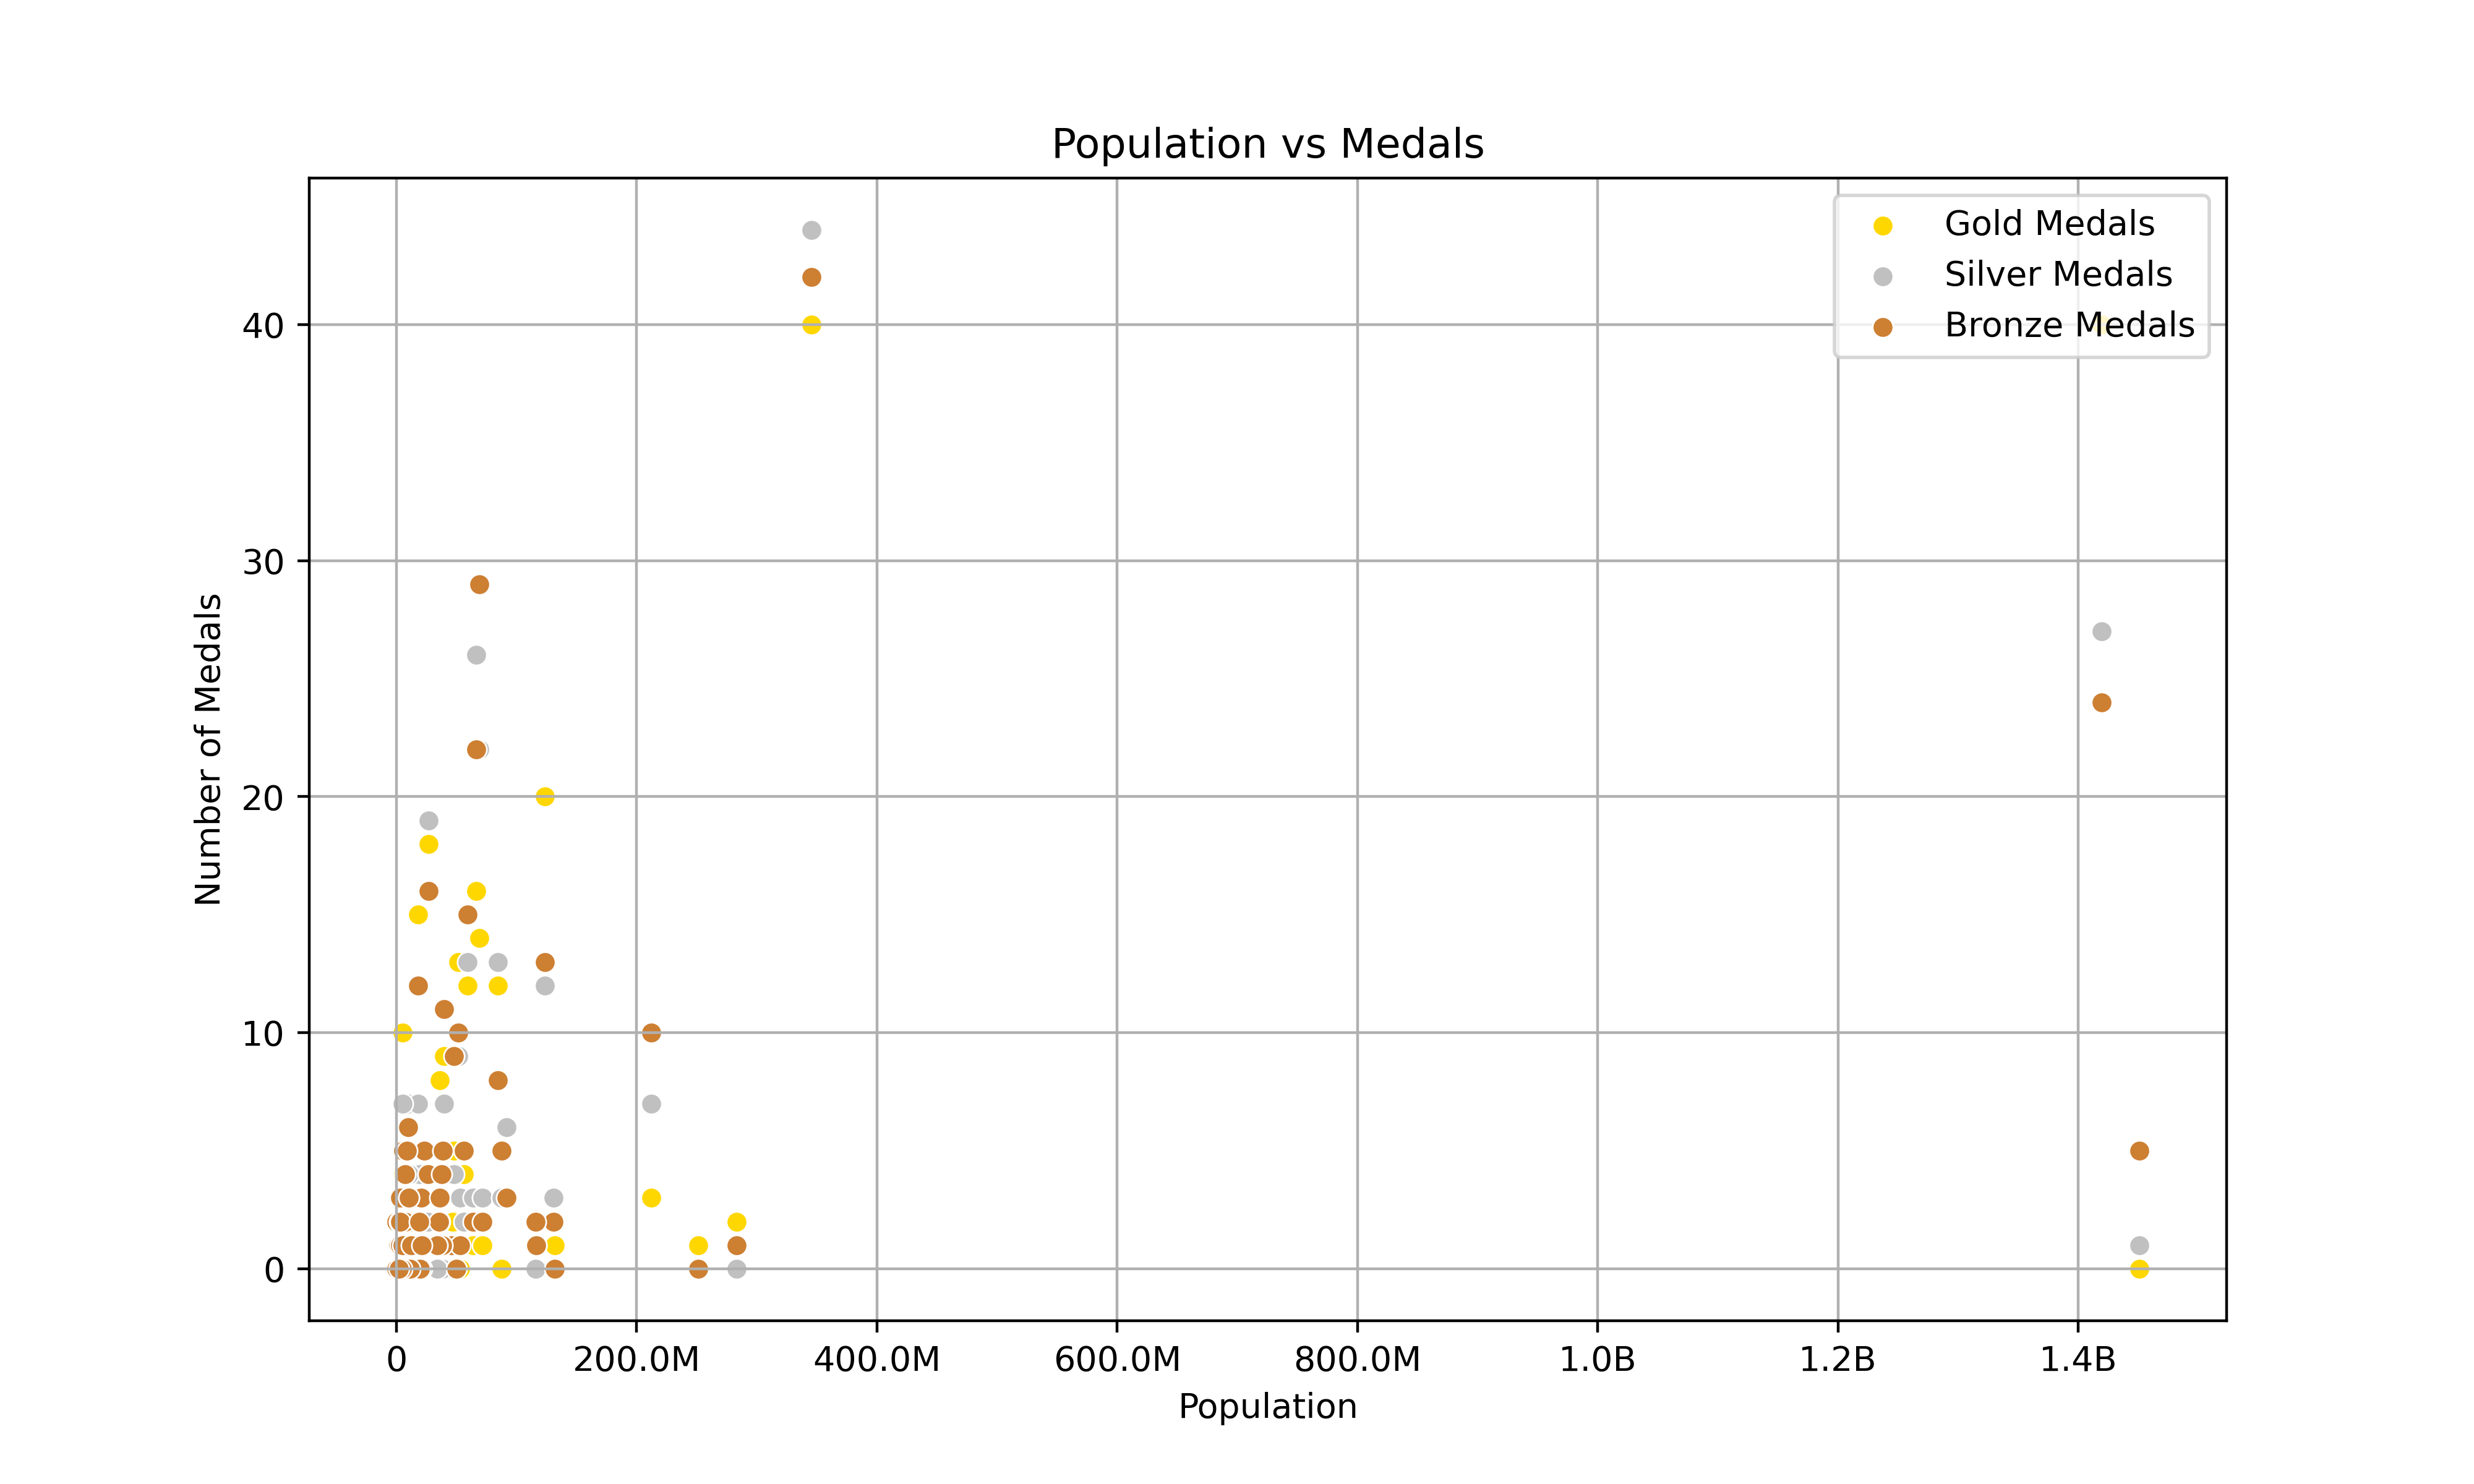 Population vs Medals
Gold Medals
Silver Medals
Bronze Medals
Number of Medals
40
30
20
10
0
0
200.0M
400.0M
600.0M
800.0M
1.0B
1.2B
1.4B
Population